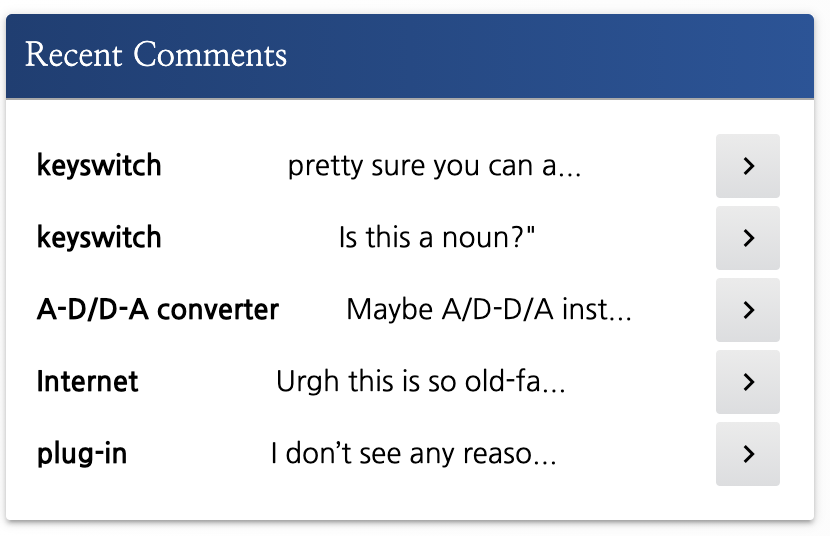 Recent Comments
keyswitch pretty sure you can a...
keyswitch Is this a noun?"
A-D/D-A converter Maybe A/D-D/A inst...
Internet Urgh this is so old-fa...
plug-in I don’t see any reaso...